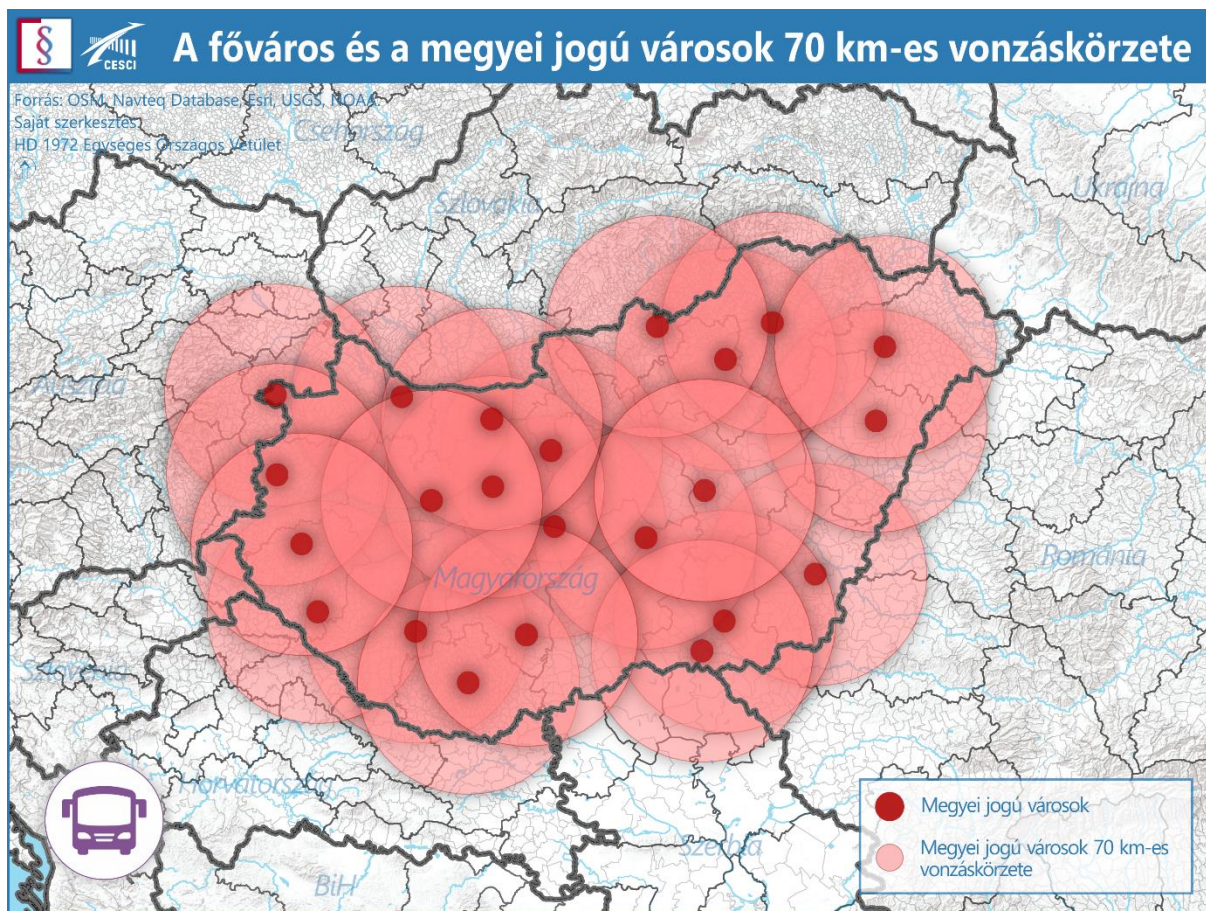 §
CESCI
A főváros és a megyei jogú városok 70 km-es vonzáskörzete
Forrás: OSM, Navteq Database, Esri, USGS, NOAA
Saját szerkesztés
HD 1972 Egységes Országos Vetület
Csehország
Szlovákia
Ukrajna
Ausztria
Magyarország
Románia
Szlovénia
Horvátország
Szerbia
BiH
Megyei jogú városok
Megyei jogú városok 70 km-es
vonzáskörzete